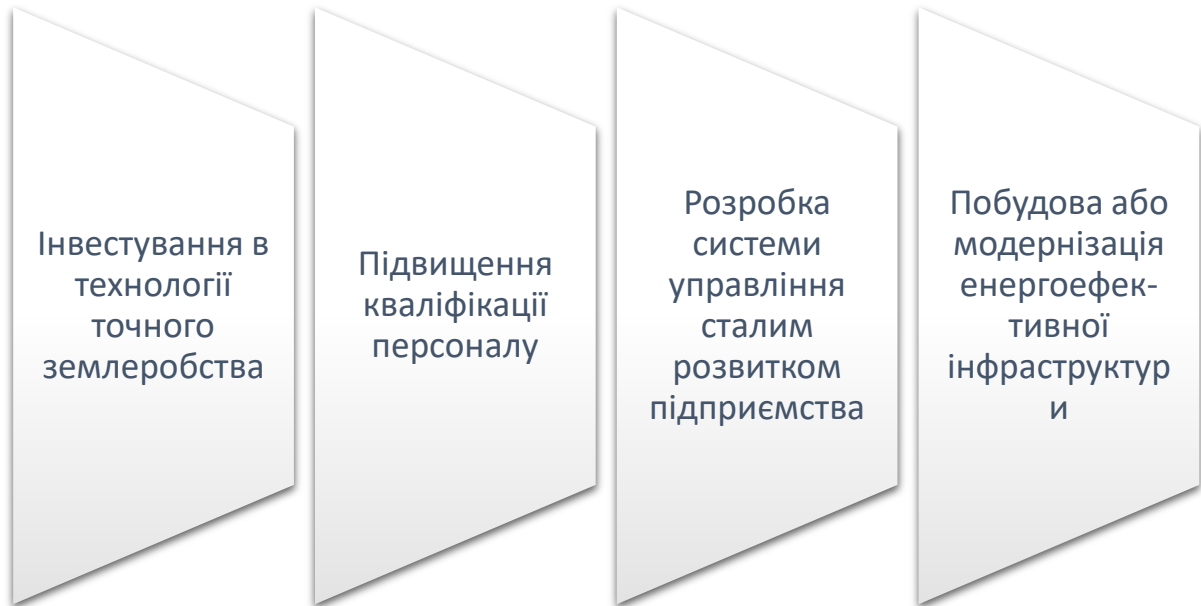 Інвестування в
технології
точного
землеробства
Підвищення
кваліфікації
персоналу
Розробка
системи
управління
сталим
розвитком
підприємства
Побудова або
модернізація
енергоефек-
тивної
інфраструктур
и